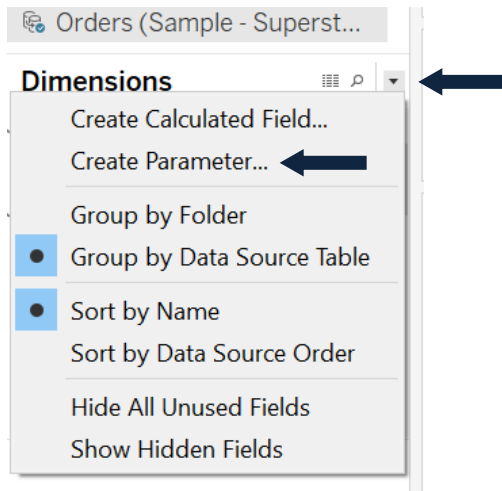 Orders (Sample - Superst...
Dimensions
Create Calculated Field...
Create Parameter...
Group by Folder
Group by Data Source Table
Sort by Name
Sort by Data Source Order
Hide All Unused Fields
Show Hidden Fields